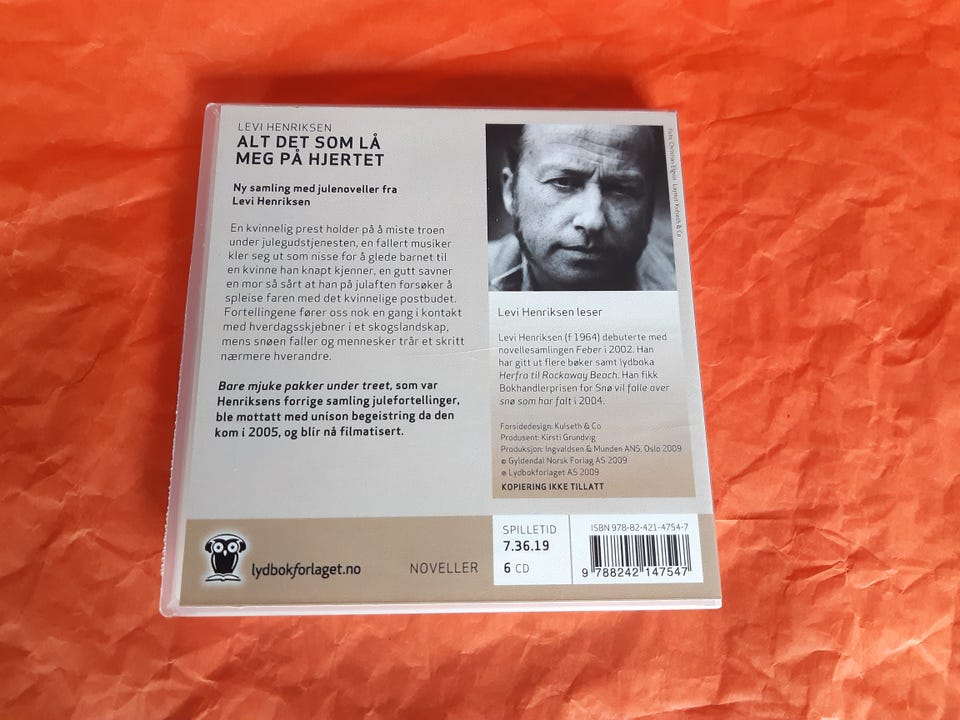 LEVI HENRIKSEN
ALT DET SOM LÅ
MEG PÅ HJERTET
Ny samling med julenoveller fra
Levi Henriksen
En kvinnelig prest holder på å miste troen
under julegudstjenesten, en fallert musiker
kler seg ut som nisse for å glede barnet til
en kvinne han knapt kjenner, en gutt savner
en mor så sårt at han på julaften forsøker å
spleise faren med det kvinnelige postbudet.
Fortellingene fører oss nok en gang i kontakt
med hverdagsskjebner i et skogslandskap,
mens snøen faller og mennesker trår et skritt
nærmere hverandre.
Bare mjuke pakker under treet, som var
Henriksens forrige samling julefortellinger,
ble mottatt med unison begeistring da den
kom i 2005, og blir nå filmatisert.
Foto: Christian Elgvin. Layout: Kulseth & Co
Levi Henriksen leser
Levi Henriksen (f 1964) debuterte med
novellesamlingen Feber i 2002. Han
har gitt ut flere bøker samt lydboka
Herfra til Rockaway Beach. Han fikk
Bokhandlerprisen for Snø vil falle over
snø som har falt i 2004.
Forsidedesign: Kulseth & Co
Produsent: Kirsti Grundvig
Produksjon: Ingvaldsen & Munden ANS, Oslo 2009
© Gyldendal Norsk Forlag AS 2009
℗ Lydbokforlaget AS 2009
KOPIERING IKKE TILLATT
lydbokforlaget.no
NOVELLER
SPILLETID
7.36.19
6 CD
ISBN 978-82-421-4754-7
9 788242 147547